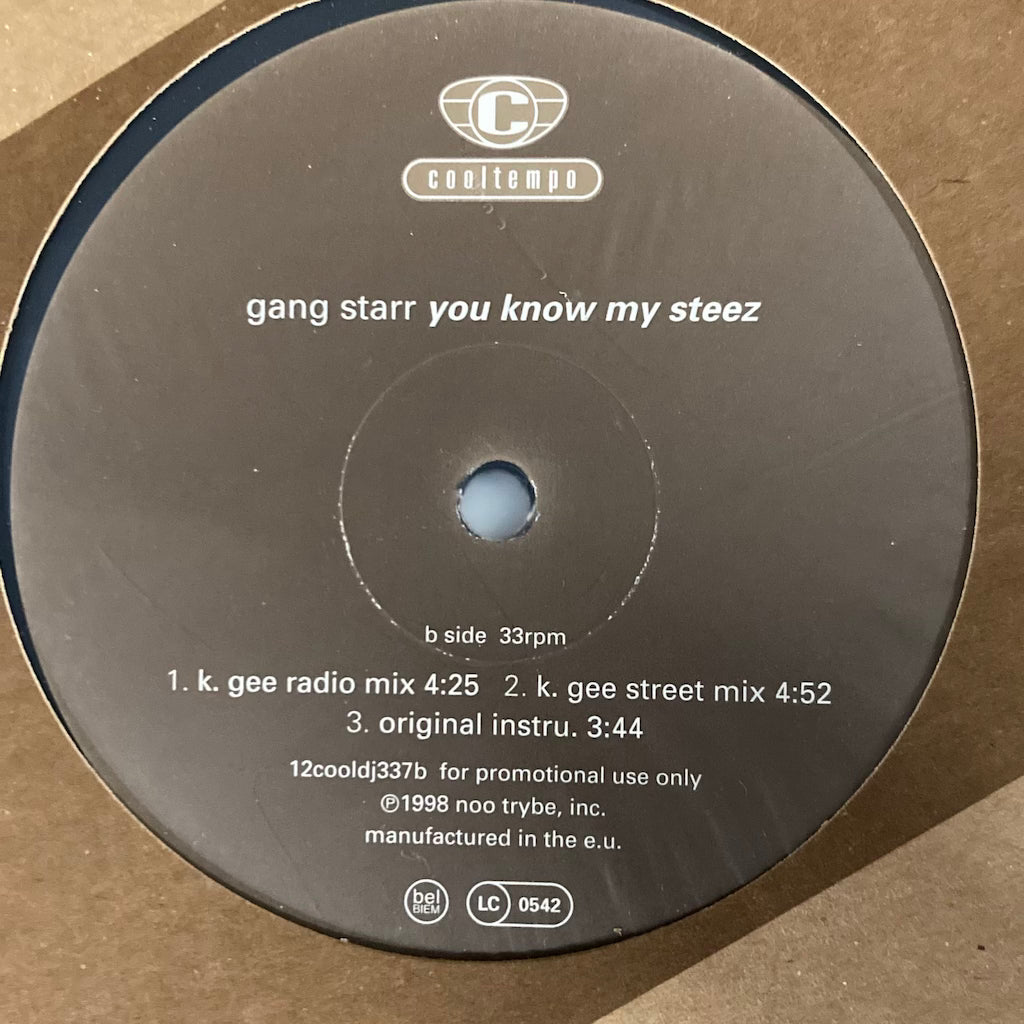 C
cooltempo
gang starr you know my steez
b side 33rpm
1. k. gee radio mix 4:25 2. k. gee street mix 4:52
3. original instru. 3:44
12cooldj337b for promotional use only
℗1998 noo trybe, inc.
manufactured in the e.u.
bel
BIEM
LC 0542